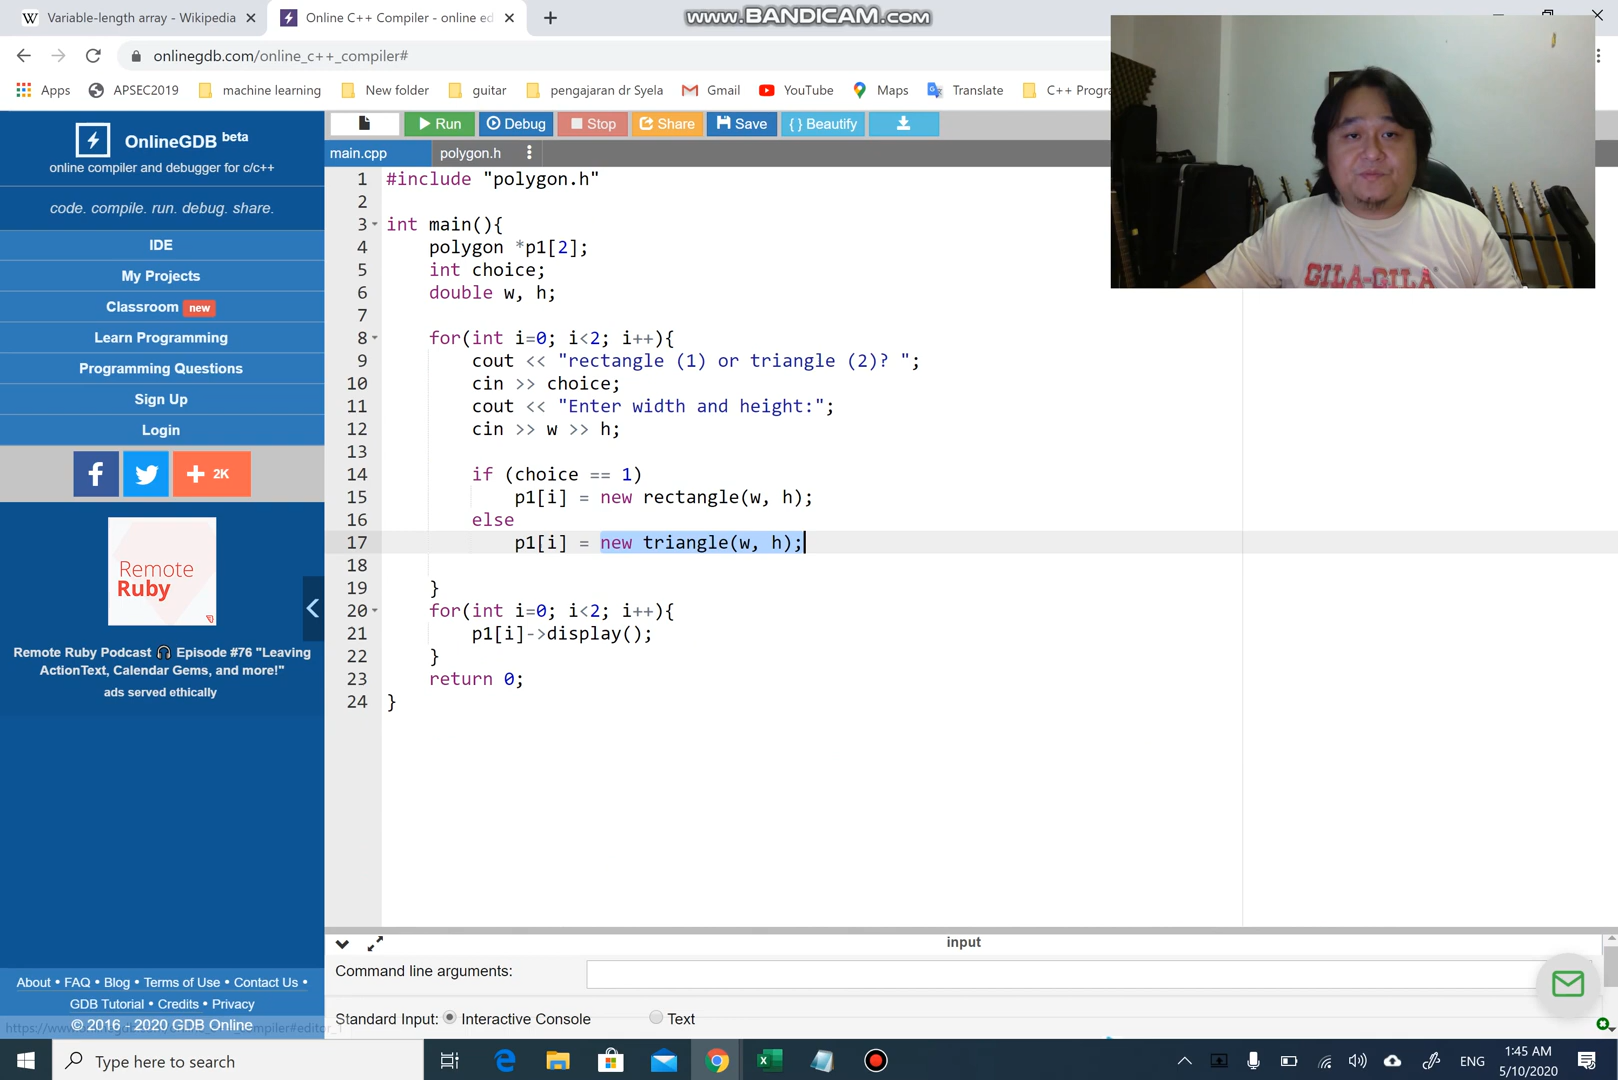 Variable-length array - Wikipedia
Online C++ Compiler - online ed
www.BANDICAM.com
onlinegdb.com/online_c++_compiler#
Apps
APSEC2019
machine learning
New folder
guitar
pengajaran dr Syela
Gmail
YouTube
Maps
Translate
C++ Progra
OnlineGDB beta
online compiler and debugger for c/c++
code. compile. run. debug. share.
IDE
My Projects
Classroom new
Learn Programming
Programming Questions
Sign Up
Login
2K
Remote
Ruby
Remote Ruby Podcast 🎧 Episode #76 "Leaving
ActionText, Calendar Gems, and more!"
ads served ethically
About • FAQ • Blog • Terms of Use • Contact Us •
GDB Tutorial • Credits • Privacy
© 2016 - 2020 GDB Online
Run
Debug
Stop
Share
Save
{ } Beautify
main.cpp
polygon.h
1 #include "polygon.h"
2
3 int main(){
4 polygon *p1[2];
5 int choice;
6 double w, h;
7
8 for(int i=0; i<2; i++){
9 cout << "rectangle (1) or triangle (2)? ";
10 cin >> choice;
11 cout << "Enter width and height:";
12 cin >> w >> h;
13
14 if (choice == 1)
15 p1[i] = new rectangle(w, h);
16 else
17 p1[i] = new triangle(w, h);
18
19 }
20 for(int i=0; i<2; i++){
21 p1[i]->display();
22 }
23 return 0;
24 }
GILA-GILA
input
Command line arguments:
Standard Input:
Interactive Console
Text
Type here to search
ENG
1:45 AM
5/10/2020